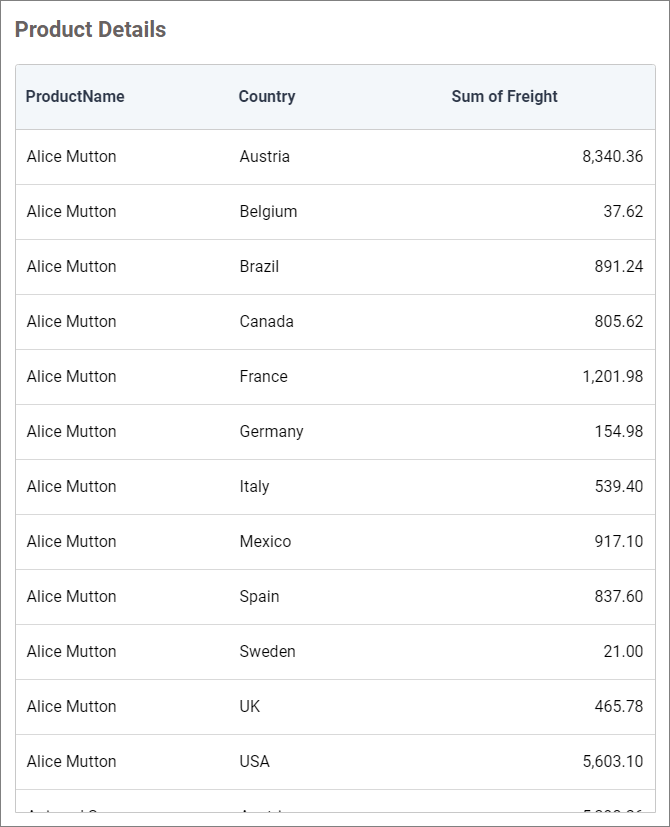 Product Details
ProductName Country Sum of Freight
Alice Mutton Austria 8,340.36
Alice Mutton Belgium 37.62
Alice Mutton Brazil 891.24
Alice Mutton Canada 805.62
Alice Mutton France 1,201.98
Alice Mutton Germany 154.98
Alice Mutton Italy 539.40
Alice Mutton Mexico 917.10
Alice Mutton Spain 837.60
Alice Mutton Sweden 21.00
Alice Mutton UK 465.78
Alice Mutton USA 5,603.10